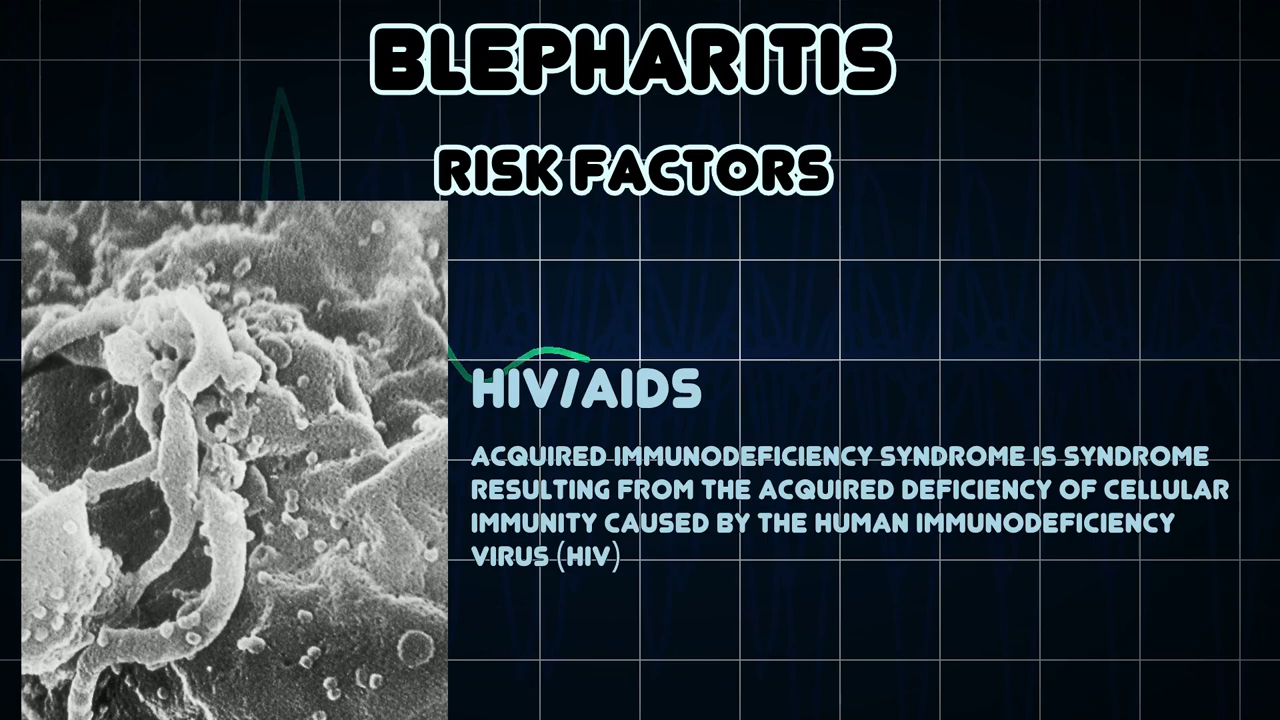 BLEPHARITIS
RISK FACTORS
HIV/AIDS
ACQUIRED IMMUNODEFICIENCY SYNDROME IS SYNDROME
RESULTING FROM THE ACQUIRED DEFICIENCY OF CELLULAR
IMMUNITY CAUSED BY THE HUMAN IMMUNODEFICIENCY
VIRUS (HIV)